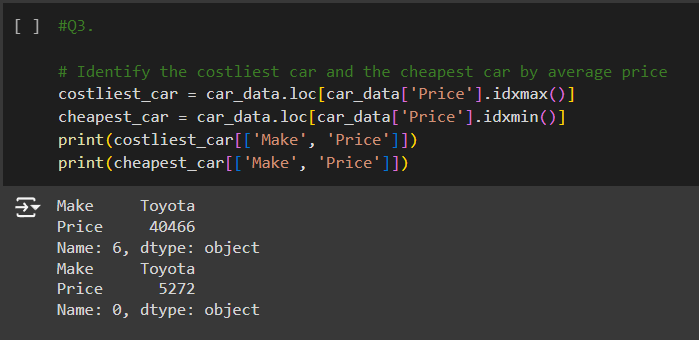 [ ] #Q3.
# Identify the costliest car and the cheapest car by average price
costliest_car = car_data.loc[car_data['Price'].idxmax()]
cheapest_car = car_data.loc[car_data['Price'].idxmin()]
print(costliest_car[['Make', 'Price']])
print(cheapest_car[['Make', 'Price']])
Make     Toyota
Price     40466
Name: 6, dtype: object
Make     Toyota
Price      5272
Name: 0, dtype: object